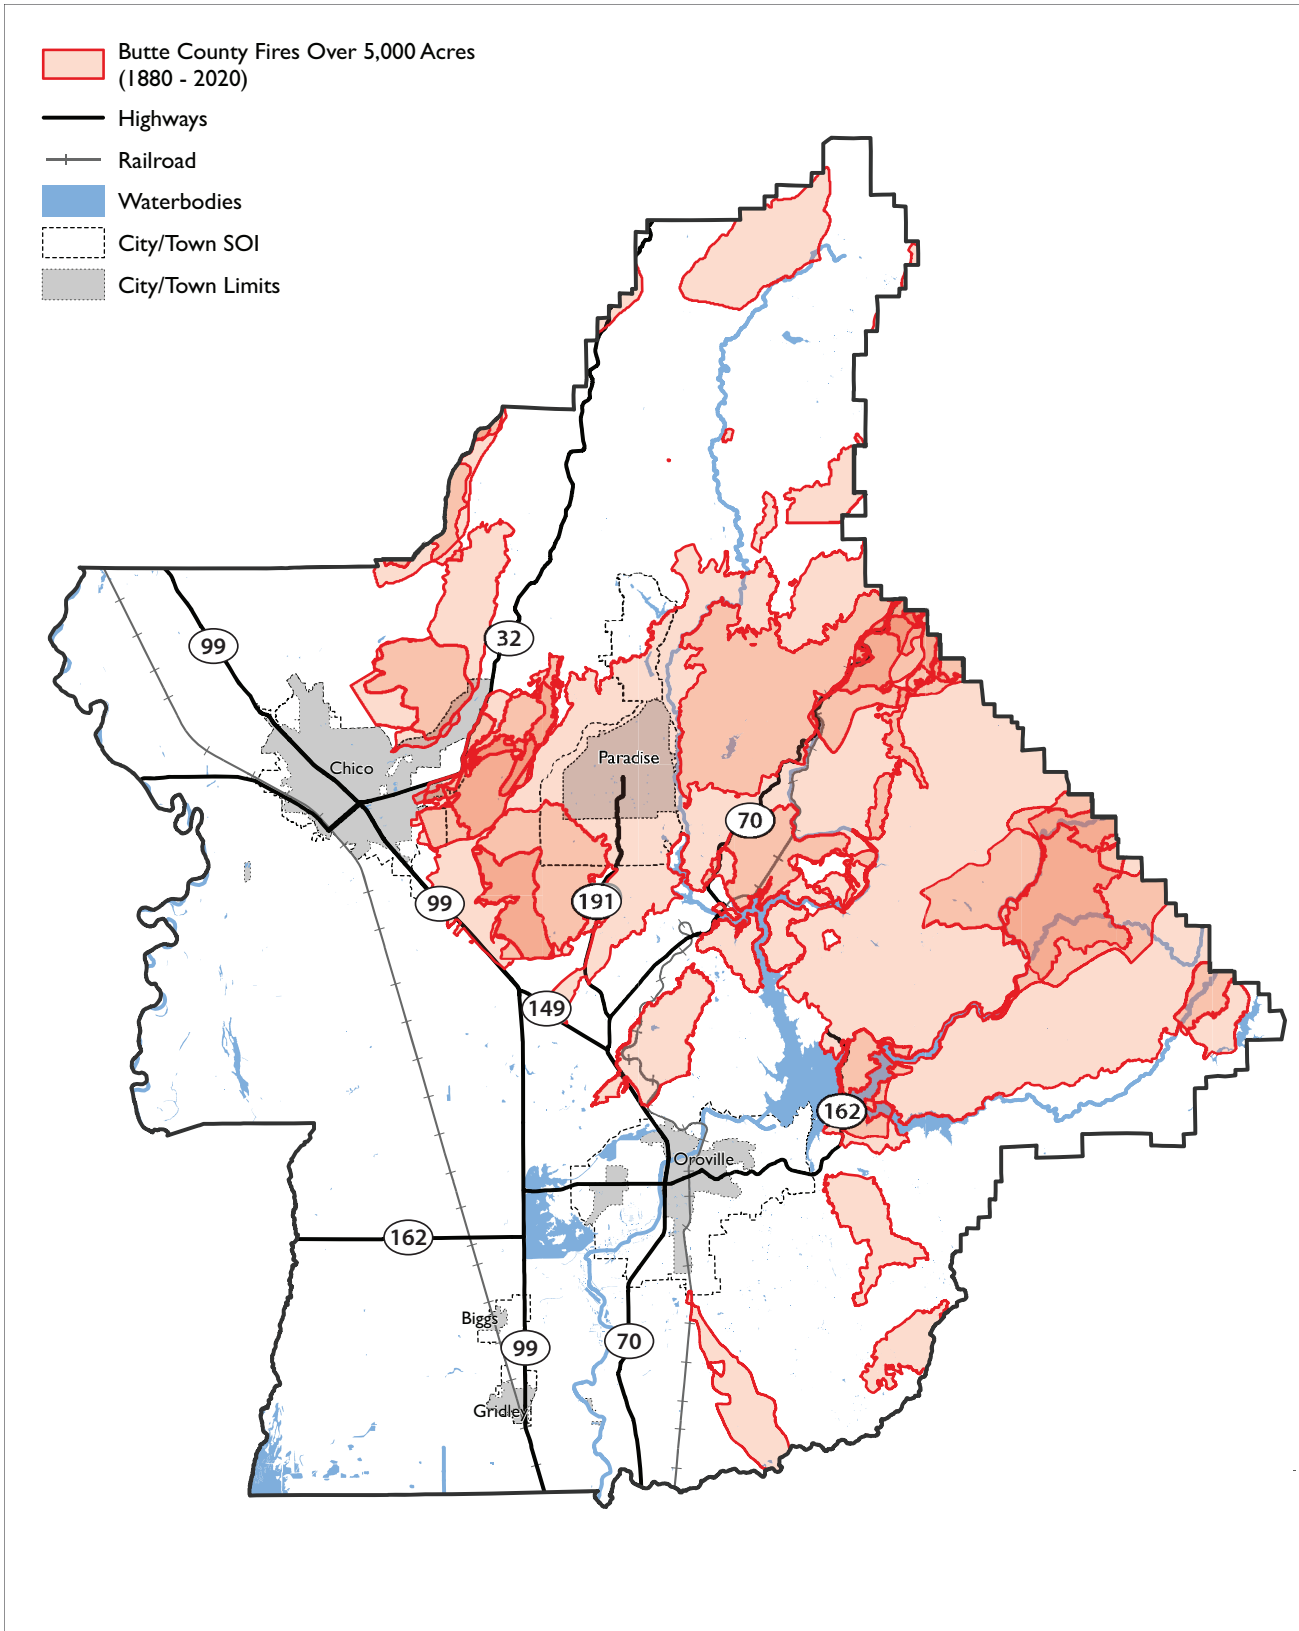 Butte County Fires Over 5,000 Acres
(1880 - 2020)
Highways
Railroad
Waterbodies
City/Town SOI
City/Town Limits
99
32
Paradise
Chico
70
99
191
149
162
Oroville
162
Biggs
99
70
Gridley